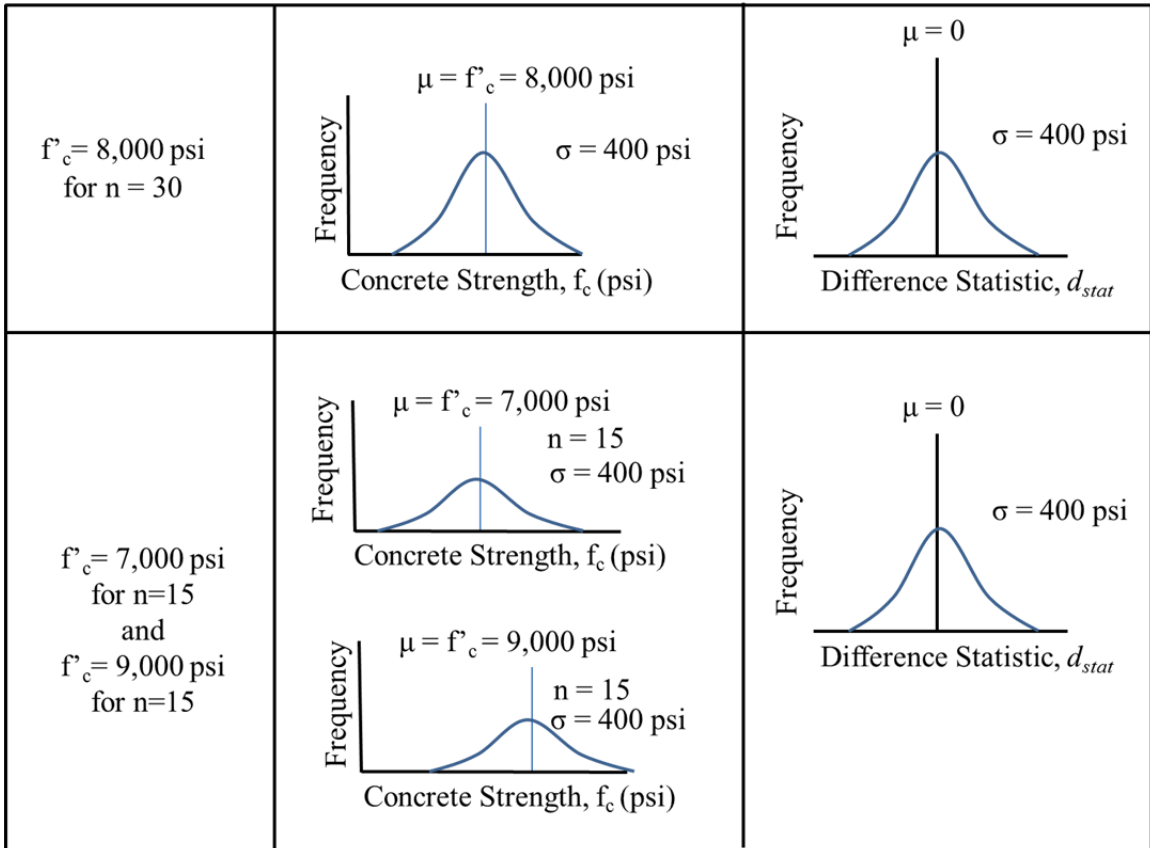 f’c= 8,000 psi
for n = 30
μ = f’c = 8,000 psi
σ = 400 psi
Frequency
Concrete Strength, fc (psi)
μ = 0
σ = 400 psi
Frequency
Difference Statistic, dstat
f’c= 7,000 psi
for n=15
and
f’c= 9,000 psi
for n=15
μ = f’c = 7,000 psi
n = 15
σ = 400 psi
Frequency
Concrete Strength, fc (psi)
μ = f’c = 9,000 psi
n = 15
σ = 400 psi
Frequency
Concrete Strength, fc (psi)
μ = 0
σ = 400 psi
Frequency
Difference Statistic, dstat